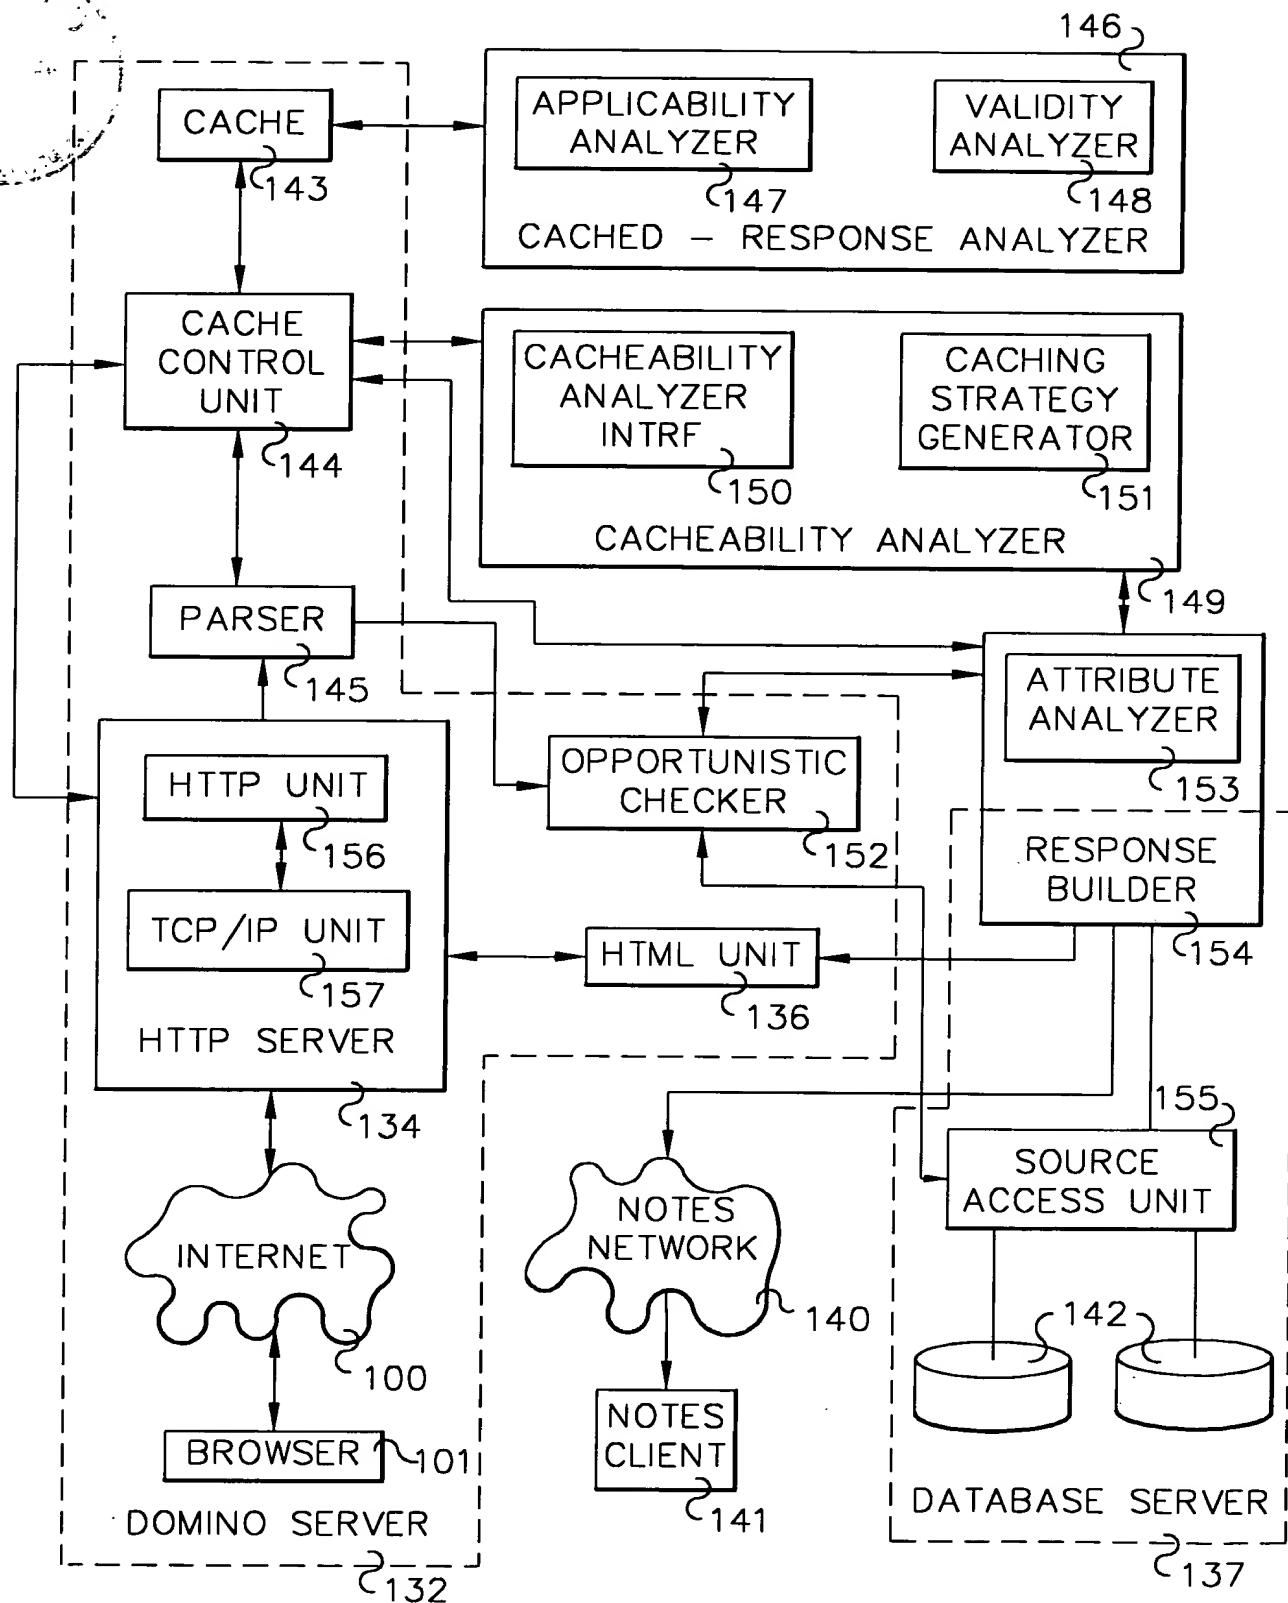 146
CACHE
143
APPLICABILITY
ANALYZER
147
VALIDITY
ANALYZER
148
CACHED – RESPONSE ANALYZER
CACHE
CONTROL
UNIT
144
CACHEABILITY
ANALYZER
INTRF
150
CACHING
STRATEGY
GENERATOR
151
CACHEABILITY ANALYZER
149
PARSER
145
ATTRIBUTE
ANALYZER
153
OPPORTUNISTIC
CHECKER
152
HTTP UNIT
156
RESPONSE
BUILDER
154
TCP/IP UNIT
157
HTML UNIT
136
HTTP SERVER
134
155
SOURCE
ACCESS UNIT
INTERNET
100
NOTES
NETWORK
140
142
BROWSER
101
NOTES
CLIENT
141
DATABASE SERVER
137
DOMINO SERVER
132